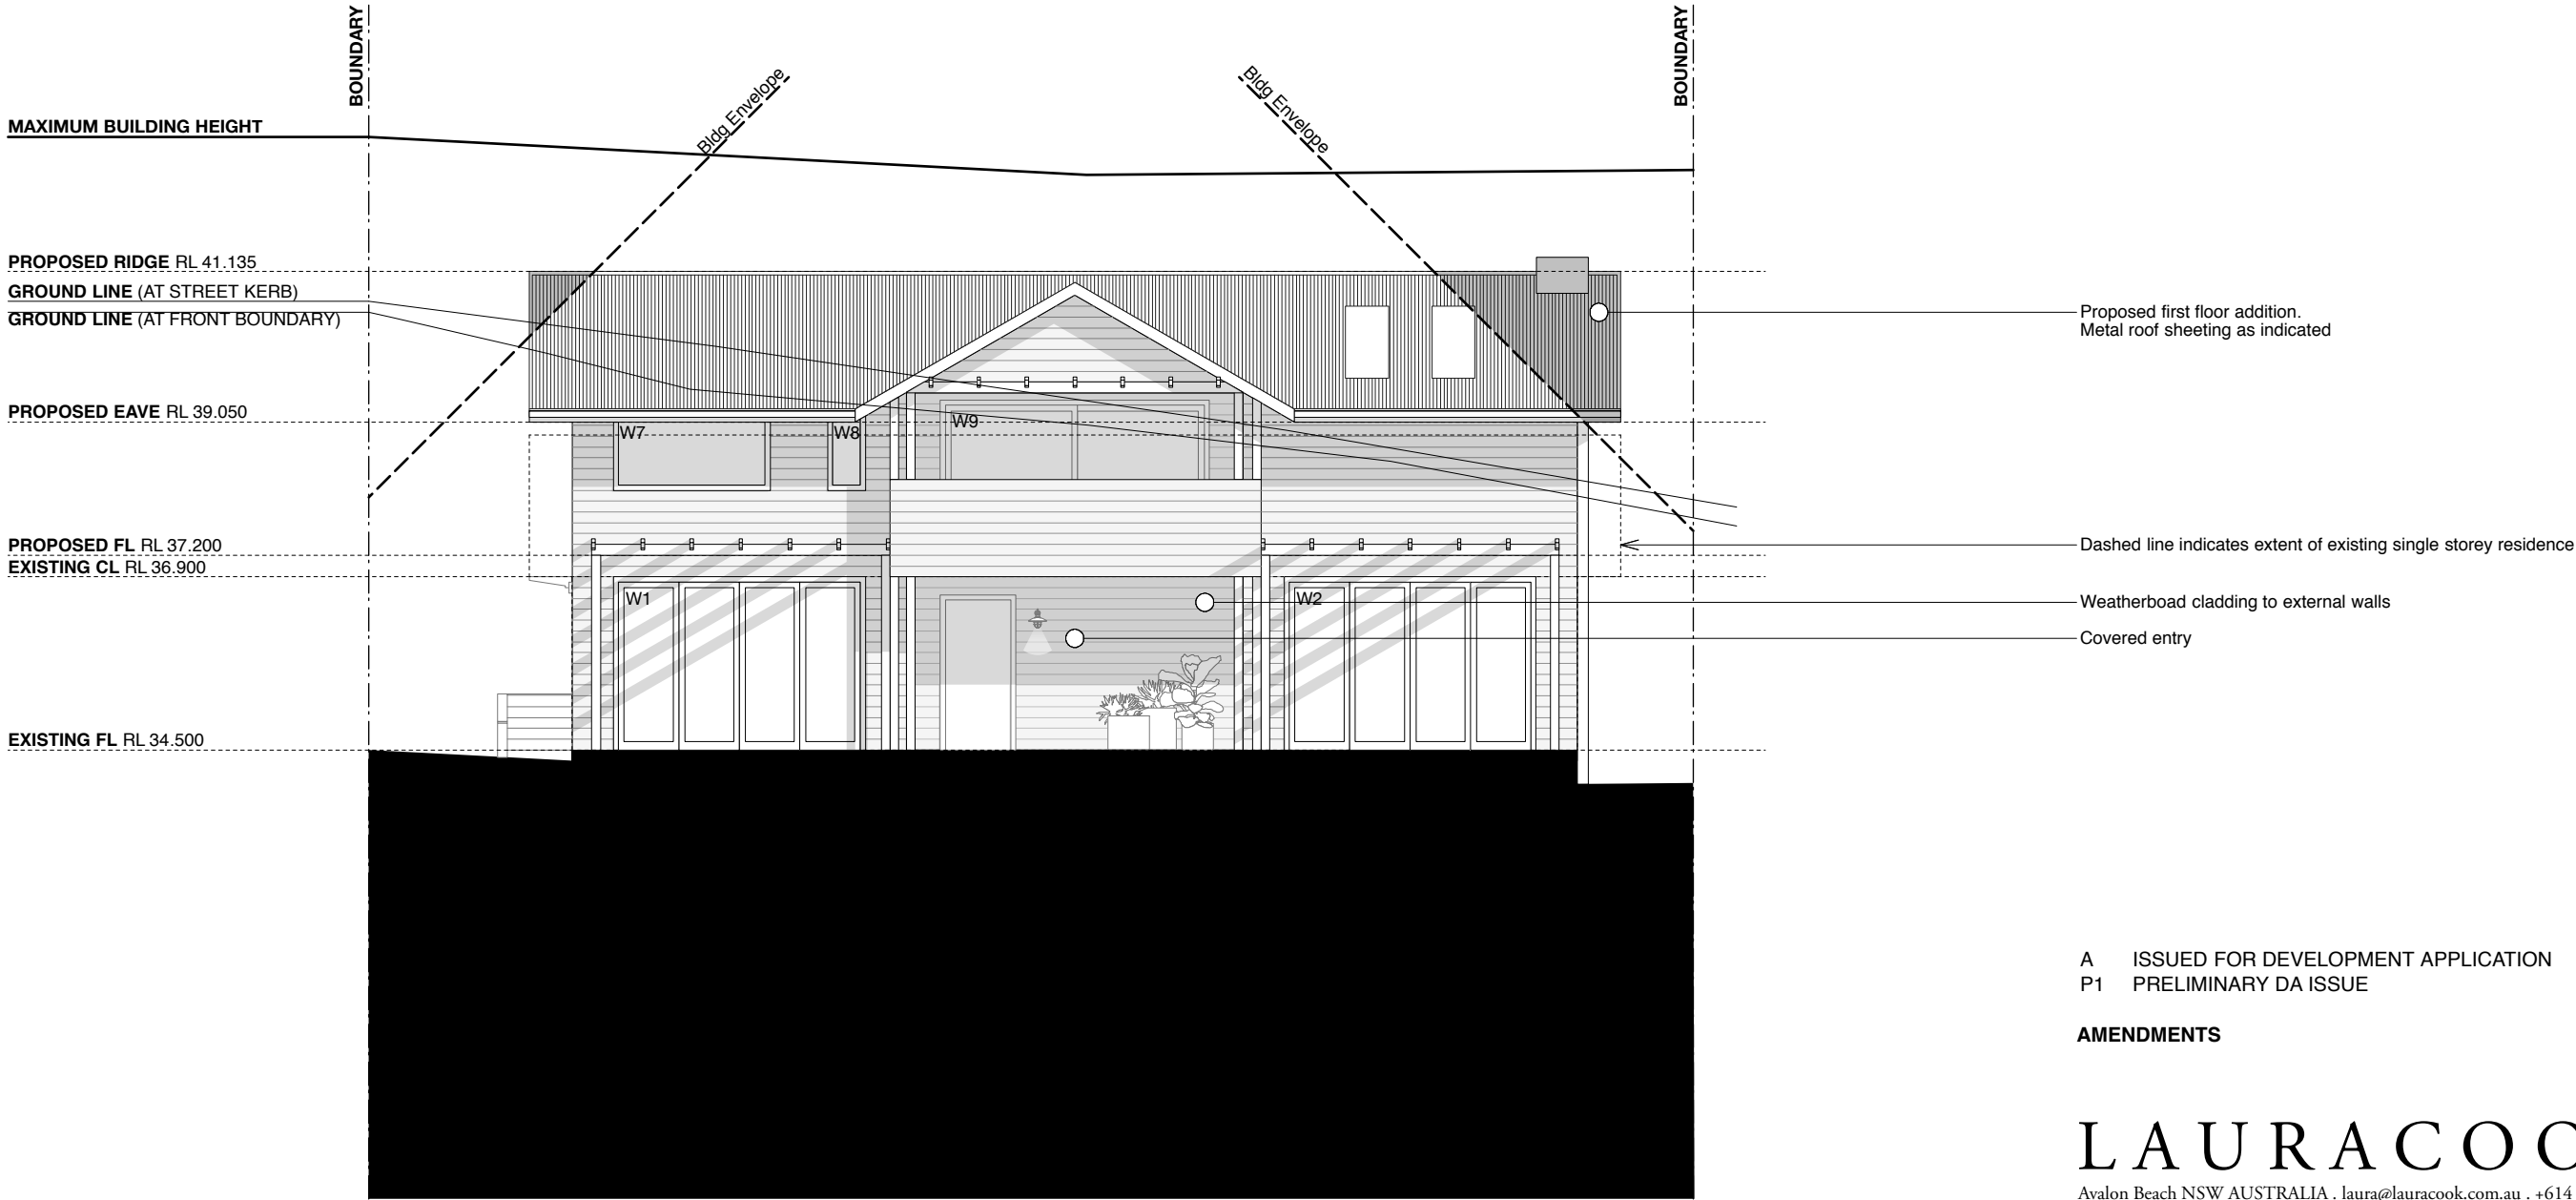 BOUNDARY
BOUNDARY
Bldg Envelope
Bldg Envelope
MAXIMUM BUILDING HEIGHT
PROPOSED RIDGE RL 41.135
GROUND LINE (AT STREET KERB)
GROUND LINE (AT FRONT BOUNDARY)
Proposed first floor addition.
Metal roof sheeting as indicated
PROPOSED EAVE RL 39.050
W7
W8
W9
PROPOSED FL RL 37.200
EXISTING CL RL 36.900
Dashed line indicates extent of existing single storey residence
W1
W2
Weatherboad cladding to external walls
Covered entry
EXISTING FL RL 34.500
A ISSUED FOR DEVELOPMENT APPLICATION
P1 PRELIMINARY DA ISSUE
AMENDMENTS
LAURACOO
Avalon Beach NSW AUSTRALIA . laura@lauracook.com.au . +614